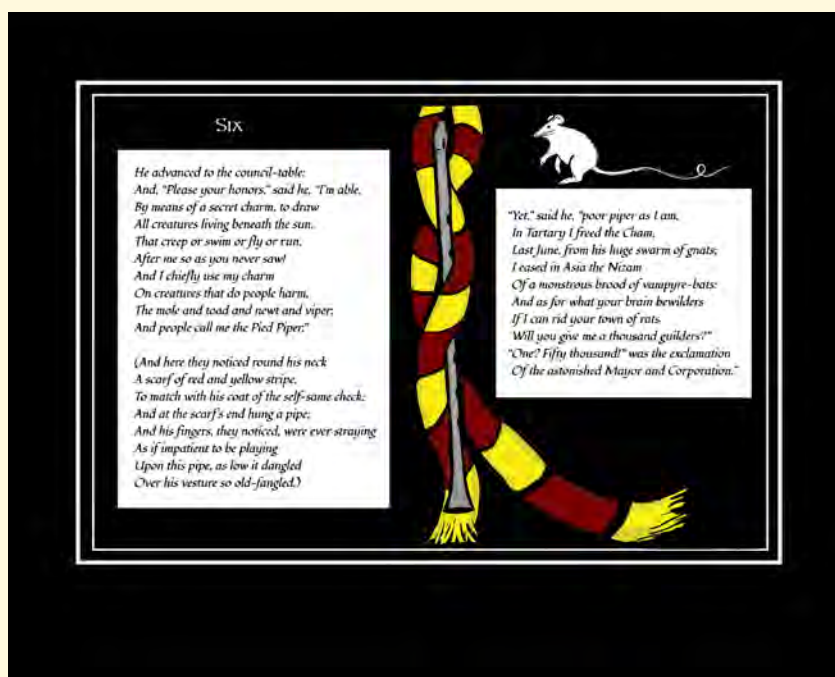 Six
He advanced to the council-table:
And, "Please your honors," said he, "I'm able,
By means of a secret charm, to draw
All creatures living beneath the sun,
That creep or swim or fly or run,
After me so as you never saw!
And I chiefly use my charm
On creatures that do people harm,
The mole and toad and newt and viper;
And people call me the Pied Piper;"
(And here they noticed round his neck
A scarf of red and yellow stripe,
To match with his coat of the self-same check;
And at the scarf's end hung a pipe;
And his fingers, they noticed, were ever straying
As if impatient to be playing
Upon this pipe, as low it dangled
Over his vesture so old-fangled.)
"Yet," said he, "poor piper as I am,
In Tartary I freed the Cham,
Last June, from his huge swarm of gnats;
I eased in Asia the Nizam
Of a monstrous brood of vampyre-bats:
And as for what your brain bewilders
If I can rid your town of rats
Will you give me a thousand guilders?"
"One? Fifty thousand!" was the exclamation
Of the astonished Mayor and Corporation."